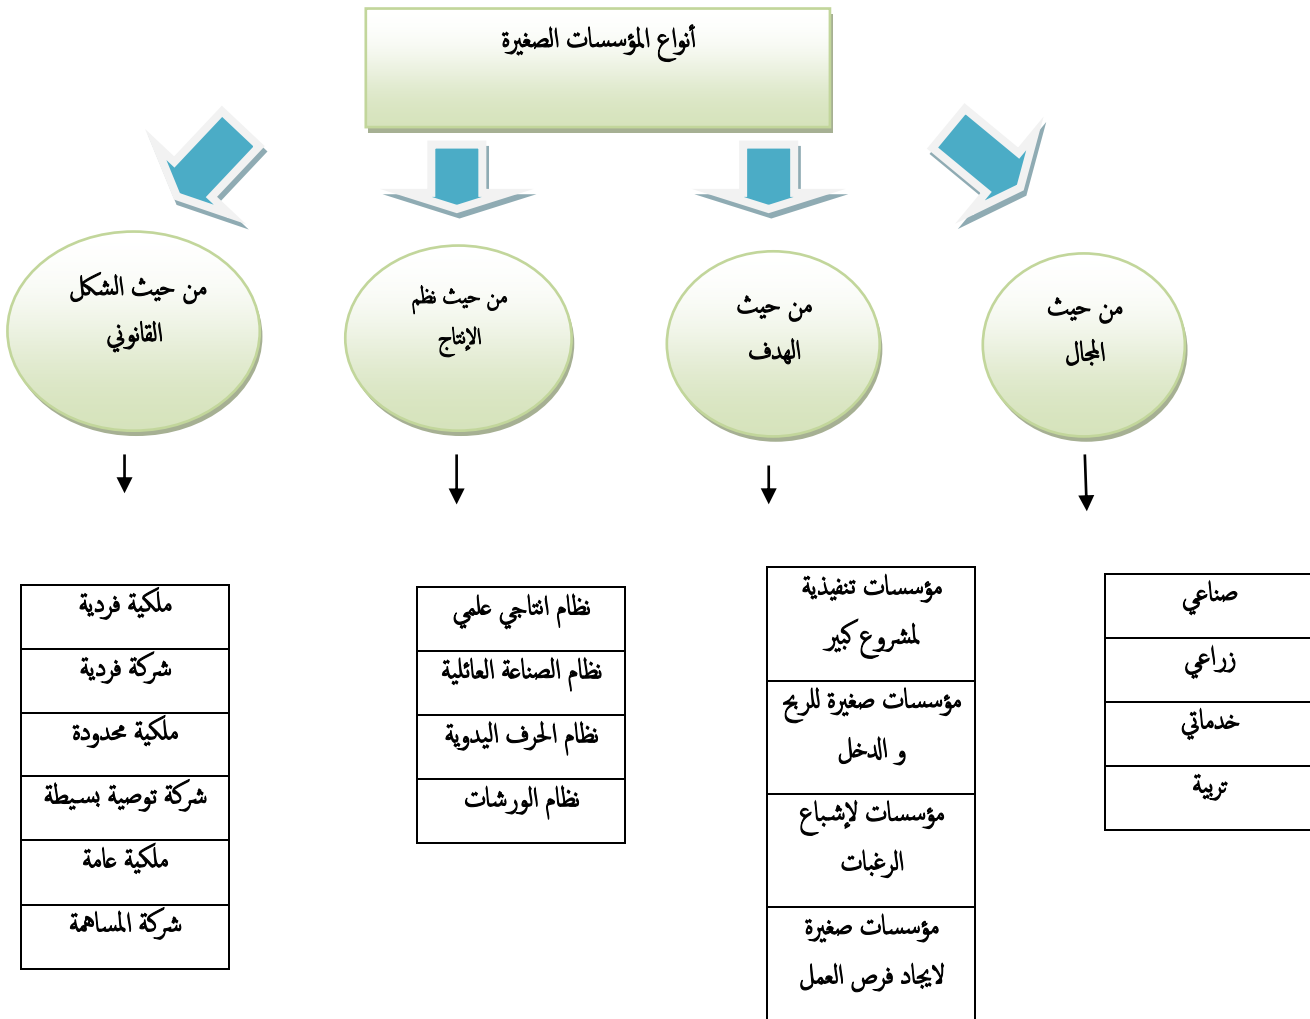 أنواع المؤسسات الصغيرة
من حيث
المجال
من حيث
الهدف
من حيث نظم
الإنتاج
من حيث الشكل
القانوني
صناعي
زراعي
خدماتي
تربية
مؤسسات تنفيذية
لمشروع كبير
مؤسسات صغيرة للربح
و الدخل
مؤسسات لإشباع
الرغبات
مؤسسات صغيرة
لايجاد فرص العمل
نظام انتاجي علمي
نظام الصناعة العائلية
نظام الحرف اليدوية
نظام الورشات
ملكية فردية
شركة فردية
ملكية محدودة
شركة توصية بسيطة
ملكية عامة
شركة المساهمة